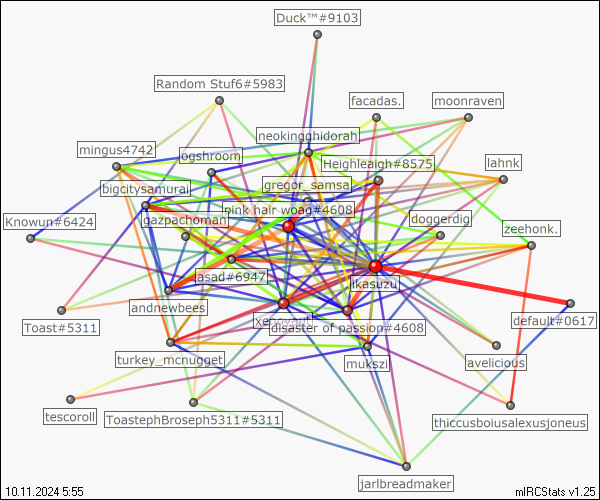 Duck™#9103
Random Stuf6#5983
facadas.
moonraven
neokingghidorah
mingus4742
ogshroom
Heighleigh#8575
lahnk
bigcitysamurai
gregor_samsa
Knowun#6424
gazpachoman
pink hair woag#4608
doggerdig
zeehonk.
asad#6947
ikasuzu
andnewbees
disaster of passion#4608
default#0617
Toast#5311
turkey_mcnugget
mukszi
avelicious
tescoroll
ToastephBroseph5311#5311
thiccusboiusalexusjoneus
jarlbreadmaker
10.11.2024 5:55
mIRCStats v1.25